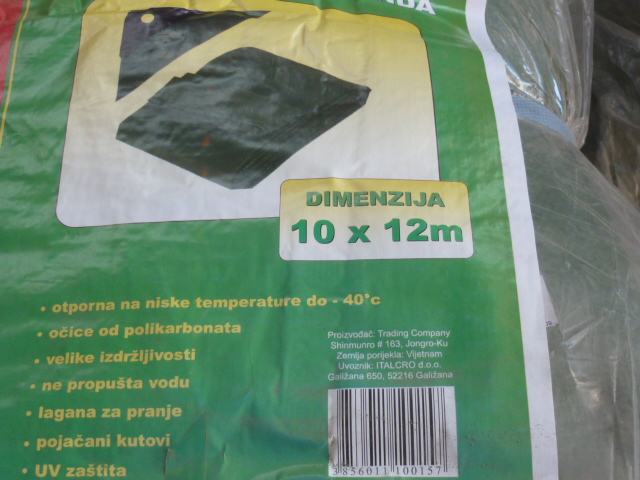 DIMENZIJA
10 x 12m
• otporna na niske temperature do - 40°c
• očice od polikarbonata
• velike izdržljivosti
• ne propušta vodu
• lagana za pranje
• pojačani kutovi
• UV zaštita
Proizvođač: Trading Company
Shinmunro # 163, Jongro-Ku
Zemlja porijekla: Vijetnam
Uvoznik: ITALCRO d.o.o.
Galižana 650, 52216 Galižana
3856011100157